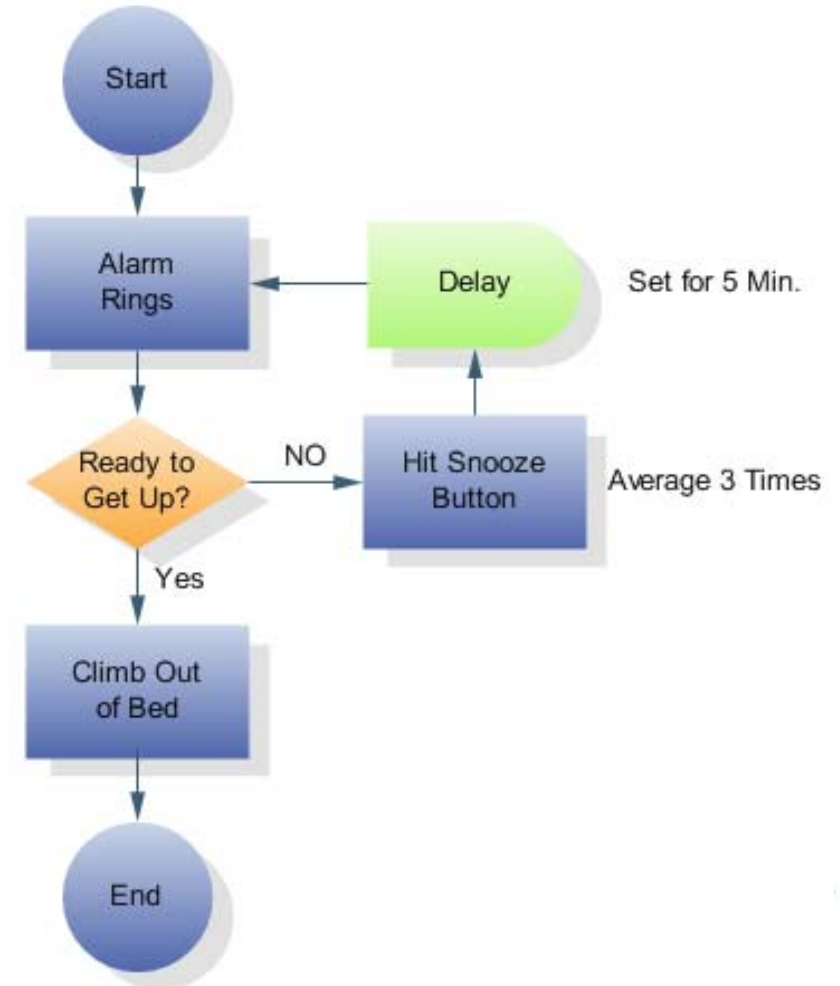 Start
Alarm
Rings
Delay
Set for 5 Min.
Ready to
Get Up?
NO
Hit Snooze
Button
Average 3 Times
Yes
Climb Out
of Bed
End